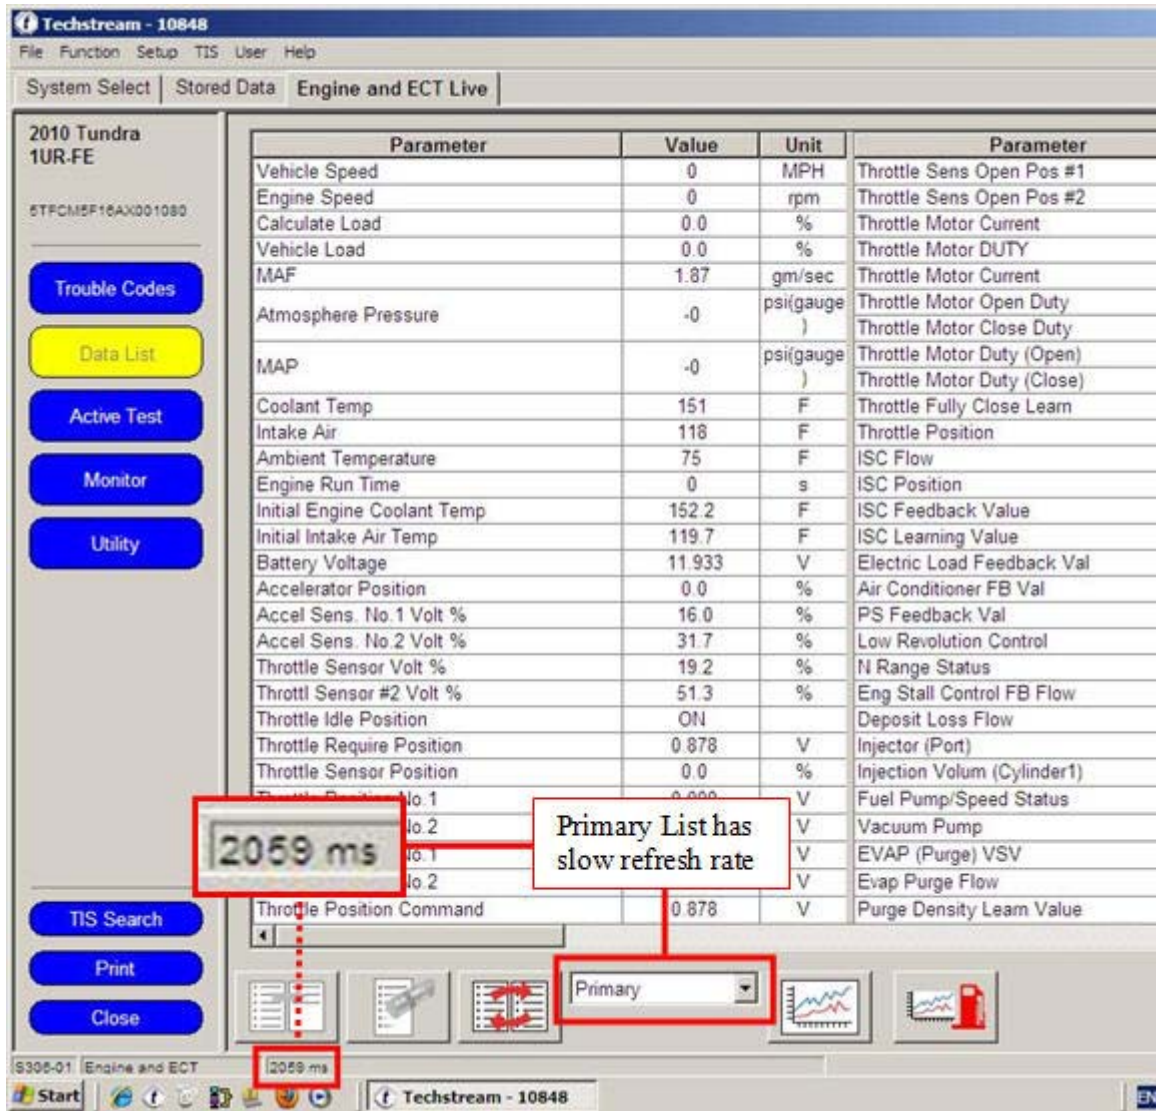 Techstream - 10848
File Function Setup TIS User Help
System Select Stored Data Engine and ECT Live
2010 Tundra
1UR-FE
5TFCM5F16AX001080
Trouble Codes
Data List
Active Test
Monitor
Utility
TIS Search
Print
Close
Parameter Value Unit Parameter
Vehicle Speed 0 MPH Throttle Sens Open Pos #1
Engine Speed 0 rpm Throttle Sens Open Pos #2
Calculate Load 0.0 % Throttle Motor Current
Vehicle Load 0.0 % Throttle Motor DUTY
MAF 1.87 gm/sec Throttle Motor Current
Atmosphere Pressure -0 psi(gauge) Throttle Motor Open Duty
Throttle Motor Close Duty
MAP -0 psi(gauge) Throttle Motor Duty (Open)
Throttle Motor Duty (Close)
Coolant Temp 151 F Throttle Fully Close Learn
Intake Air 118 F Throttle Position
Ambient Temperature 75 F ISC Flow
Engine Run Time 0 s ISC Position
Initial Engine Coolant Temp 152.2 F ISC Feedback Value
Initial Intake Air Temp 119.7 F ISC Learning Value
Battery Voltage 11.933 V Electric Load Feedback Val
Accelerator Position 0.0 % Air Conditioner FB Val
Accel Sens. No.1 Volt % 16.0 % PS Feedback Val
Accel Sens. No.2 Volt % 31.7 % Low Revolution Control
Throttle Sensor Volt % 19.2 % N Range Status
Throttl Sensor #2 Volt % 51.3 % Eng Stall Control FB Flow
Throttle Idle Position ON Deposit Loss Flow
Throttle Require Position 0.878 V Injector (Port)
Throttle Sensor Position 0.0 % Injection Volum (Cylinder1)
No.1 V Fuel Pump/Speed Status
No.2 V Vacuum Pump
No.1 V EVAP (Purge) VSV
No.2 V Evap Purge Flow
Throttle Position Command 0.878 V Purge Density Learn Value
2059 ms
Primary List has
slow refresh rate
Primary
S306-01 Engine and ECT 2059 ms
Start Techstream - 10848 EN